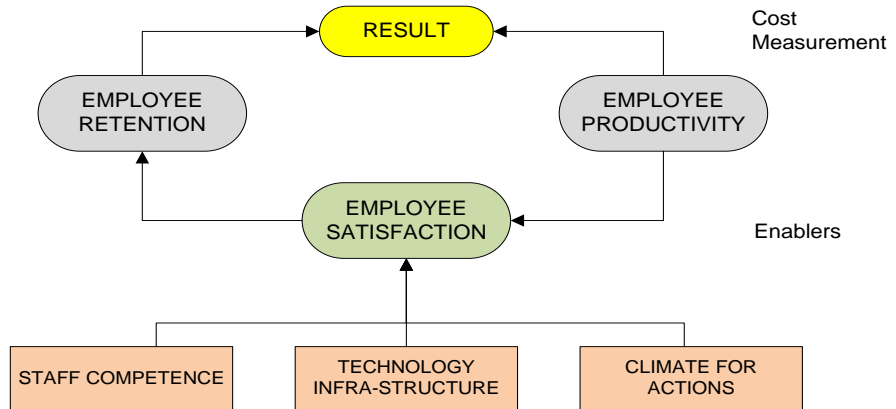 RESULT
Cost
Measurement
EMPLOYEE
RETENTION
EMPLOYEE
PRODUCTIVITY
EMPLOYEE
SATISFACTION
Enablers
STAFF COMPETENCE
TECHNOLOGY
INFRA-STRUCTURE
CLIMATE FOR
ACTIONS